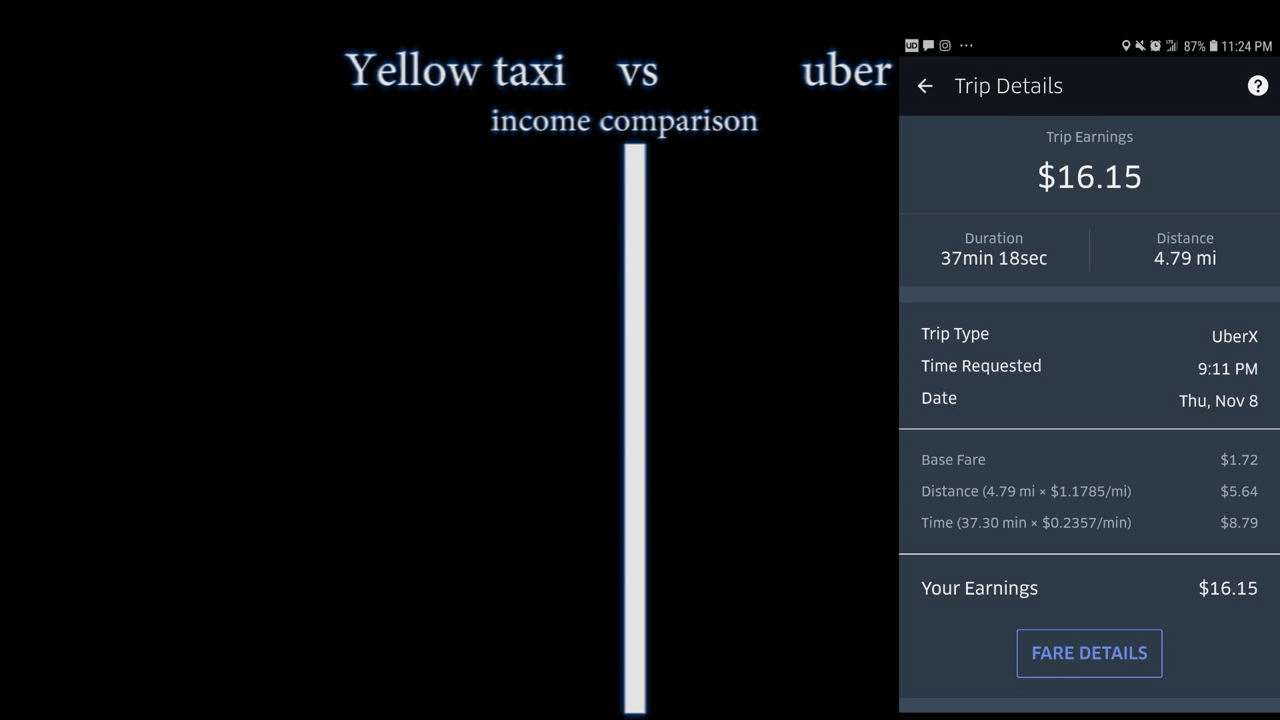 Yellow taxi vs uber
income comparison
UD ... LTE 87% 11:24 PM
Trip Details ?
Trip Earnings
$16.15
Duration Distance
37min 18sec 4.79 mi
Trip Type UberX
Time Requested 9:11 PM
Date Thu, Nov 8
Base Fare $1.72
Distance (4.79 mi × $1.1785/mi) $5.64
Time (37.30 min × $0.2357/min) $8.79
Your Earnings $16.15
FARE DETAILS